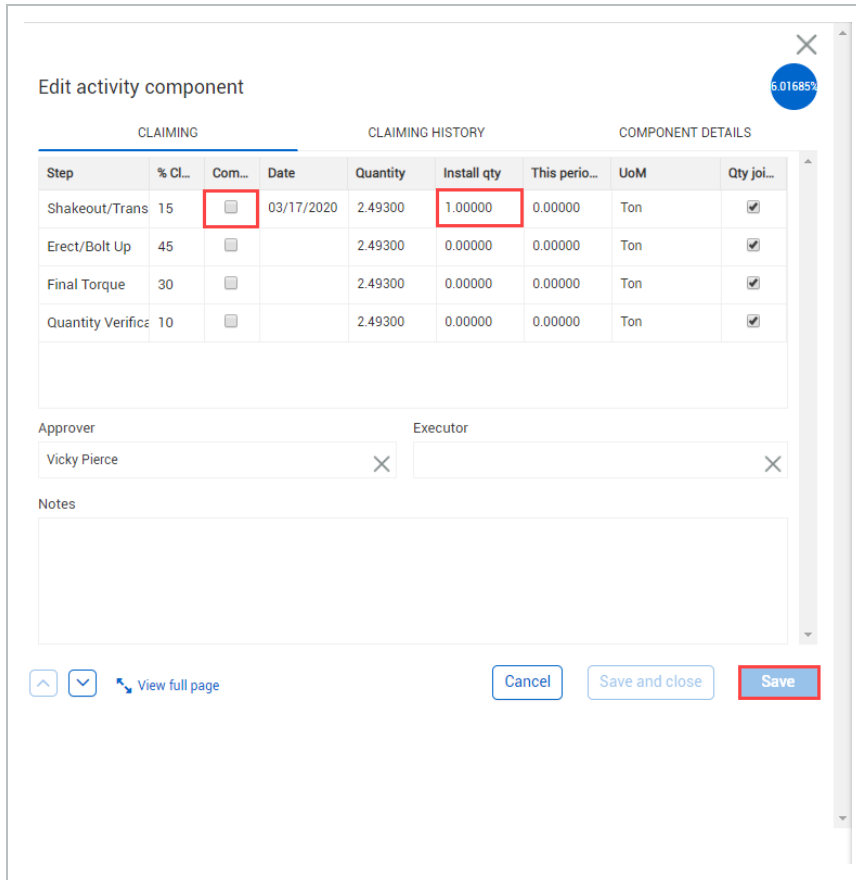 Edit activity component
6.01685%
CLAIMING CLAIMING HISTORY COMPONENT DETAILS
Step % Cl... Com... Date Quantity Install qty This perio... UoM Qty joi...
Shakeout/Trans 15 03/17/2020 2.49300 1.00000 0.00000 Ton
Erect/Bolt Up 45 2.49300 0.00000 0.00000 Ton
Final Torque 30 2.49300 0.00000 0.00000 Ton
Quantity Verifica 10 2.49300 0.00000 0.00000 Ton
Approver Executor
Vicky Pierce
Notes
View full page Cancel Save and close Save